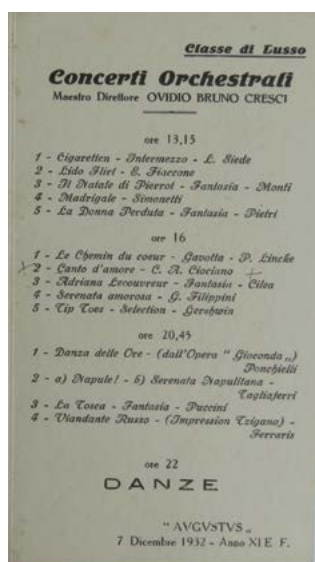 Classe di Lusso
Concerti Orchestrali
Maestro Direttore OVIDIO BRUNO CRESCI
ore 13,15
1 - Cigaretten - Intermezzo - L. Siede
2 - Lido Flirt - E. Fiaccone
3 - Il Natale di Pierrot - Fantasia - Monti
4 - Madrigale - Simonetti
5 - La Donna Perduta - Fantasia - Pietri
ore 16
1 - Le Chemin du coeur - Gavotta - P. Lincke
2 - Canto d'amore - C. A. Ciociano
3 - Adriana Lecouvreur - Fantasia - Cilea
4 - Serenata amorosa - G. Filippini
5 - Tip Toes - Selection - Gershwin
ore 20,45
1 - Danza delle Ore - (dall'Opera " Gioconda „)
Ponchielli
2 - a) Napule! - b) Serenata Napulitana -
Tagliaferri
3 - La Tosca - Fantasia - Puccini
4 - Viandante Russo - (Impression Tzigano) -
Ferraris
ore 22
DANZE
" AVGVSTVS „
7 Dicembre 1932 - Anno XI E. F.